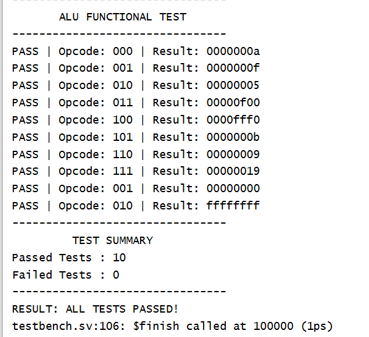 --------------------------------
ALU FUNCTIONAL TEST
--------------------------------
PASS | Opcode: 000 | Result: 0000000a
PASS | Opcode: 001 | Result: 0000000f
PASS | Opcode: 010 | Result: 00000005
PASS | Opcode: 011 | Result: 00000f00
PASS | Opcode: 100 | Result: 0000fff0
PASS | Opcode: 101 | Result: 0000000b
PASS | Opcode: 110 | Result: 00000009
PASS | Opcode: 111 | Result: 00000019
PASS | Opcode: 001 | Result: 00000000
PASS | Opcode: 010 | Result: ffffffff
--------------------------------
TEST SUMMARY
Passed Tests : 10
Failed Tests : 0
--------------------------------
RESULT: ALL TESTS PASSED!
testbench.sv:106: $finish called at 100000 (1ps)